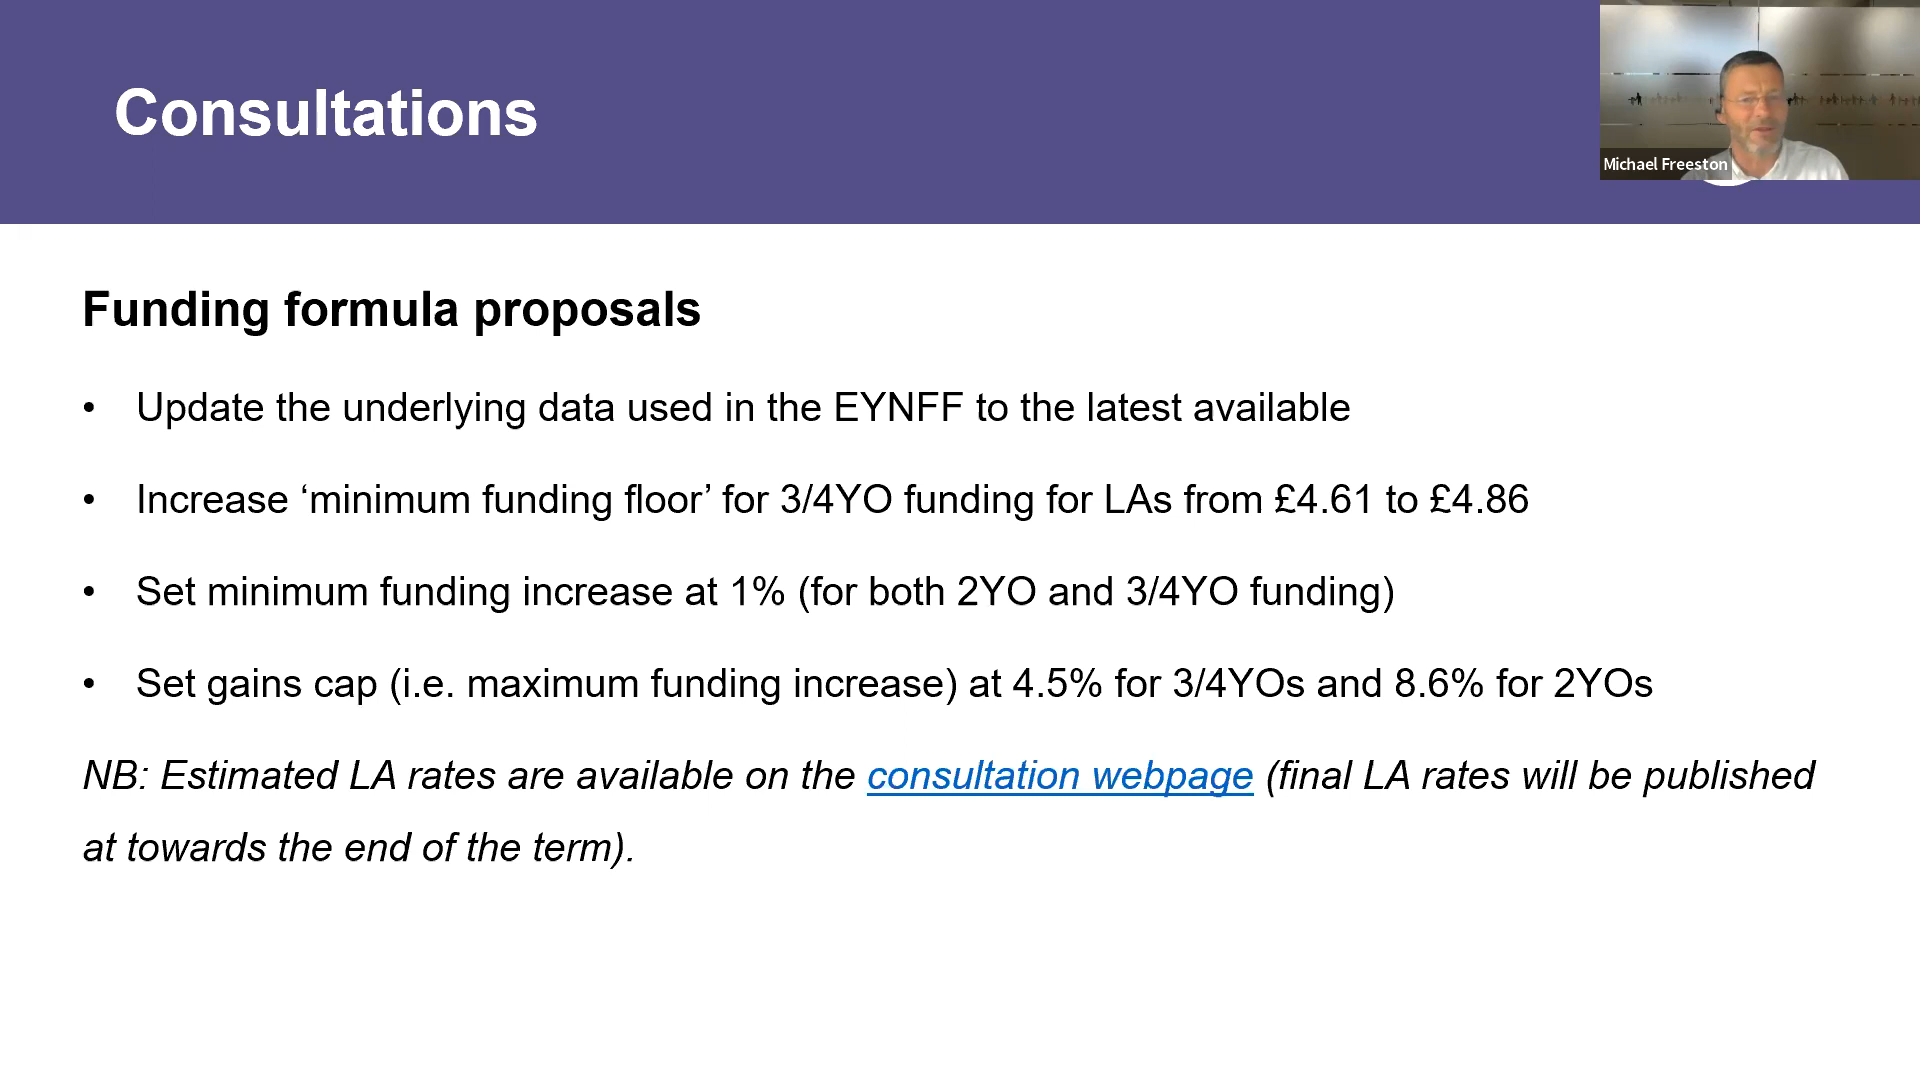 Consultations
Michael Freeston
Funding formula proposals
• Update the underlying data used in the EYNFF to the latest available
• Increase ‘minimum funding floor’ for 3/4YO funding for LAs from £4.61 to £4.86
• Set minimum funding increase at 1% (for both 2YO and 3/4YO funding)
• Set gains cap (i.e. maximum funding increase) at 4.5% for 3/4YOs and 8.6% for 2YOs
NB: Estimated LA rates are available on the consultation webpage (final LA rates will be published
at towards the end of the term).